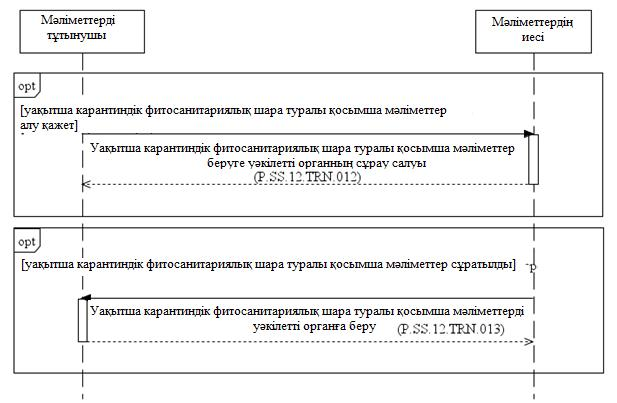 Мәліметтерді
тұтынушы
Мәліметтердің
иесі
opt
[уақытша карантиндік фитосанитариялық шара туралы қосымша мәліметтер
алу қажет]
Уақытша карантиндік фитосанитариялық шара туралы қосымша мәліметтер
беруге уәкілетті органның сұрау салуы
(P.SS.12.TRN.012)
opt
[уақытша карантиндік фитосанитариялық шара туралы қосымша мәліметтер сұратылды]
Уақытша карантиндік фитосанитариялық шара туралы қосымша мәліметтерді
уәкілетті органға беру (P.SS.12.TRN.013)